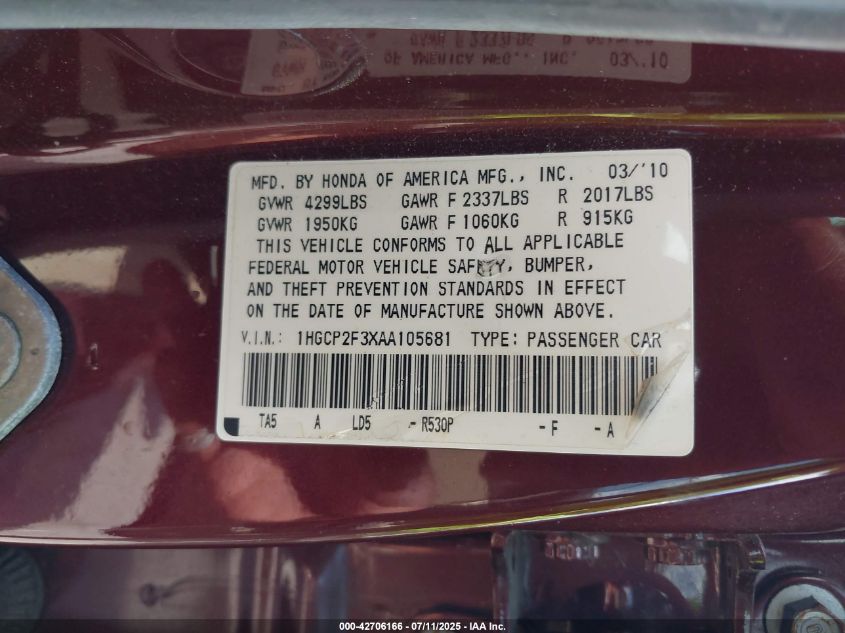 MFD. BY HONDA OF AMERICA MFG., INC. 03/'10
GVWR 4299LBS GAWR F 2337LBS R 2017LBS
GVWR 1950KG GAWR F 1060KG R 915KG
THIS VEHICLE CONFORMS TO ALL APPLICABLE
FEDERAL MOTOR VEHICLE SAFETY, BUMPER,
AND THEFT PREVENTION STANDARDS IN EFFECT
ON THE DATE OF MANUFACTURE SHOWN ABOVE.
V.I.N.: 1HGCP2F3XAA105681 TYPE: PASSENGER CAR
TA5 A LD5 - R530P - F - A
000-42706166 - 07/11/2025 - IAA Inc.